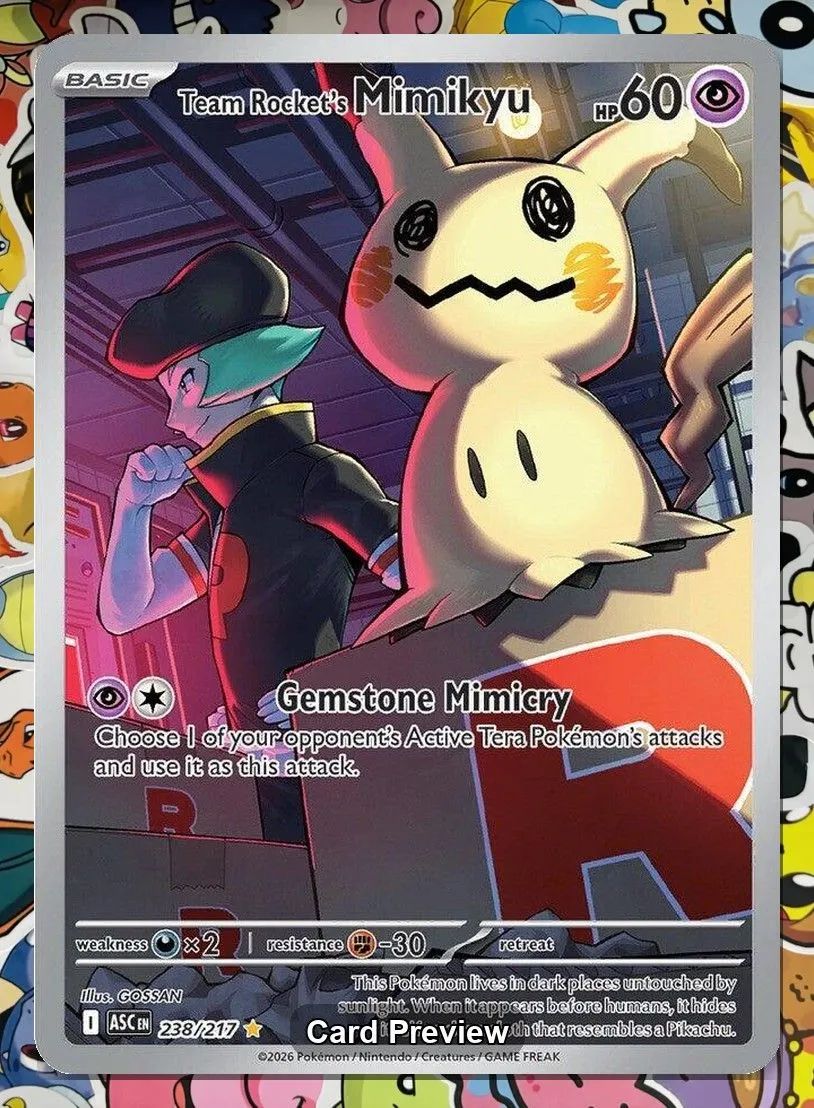 BASIC
Team Rocket's Mimikyu HP 60
R
Gemstone Mimicry
Choose 1 of your opponent's Active Tera Pokémon's attacks
and use it as this attack.
R
R
R
weakness ×2 resistance -30 retreat
Illus. GOSSAN
This Pokémon lives in dark places untouched by
sunlight. When it appears before humans, it hides
that resembles a Pikachu.
I ASC EN 238/217
Card Preview
©2026 Pokémon / Nintendo / Creatures / GAME FREAK